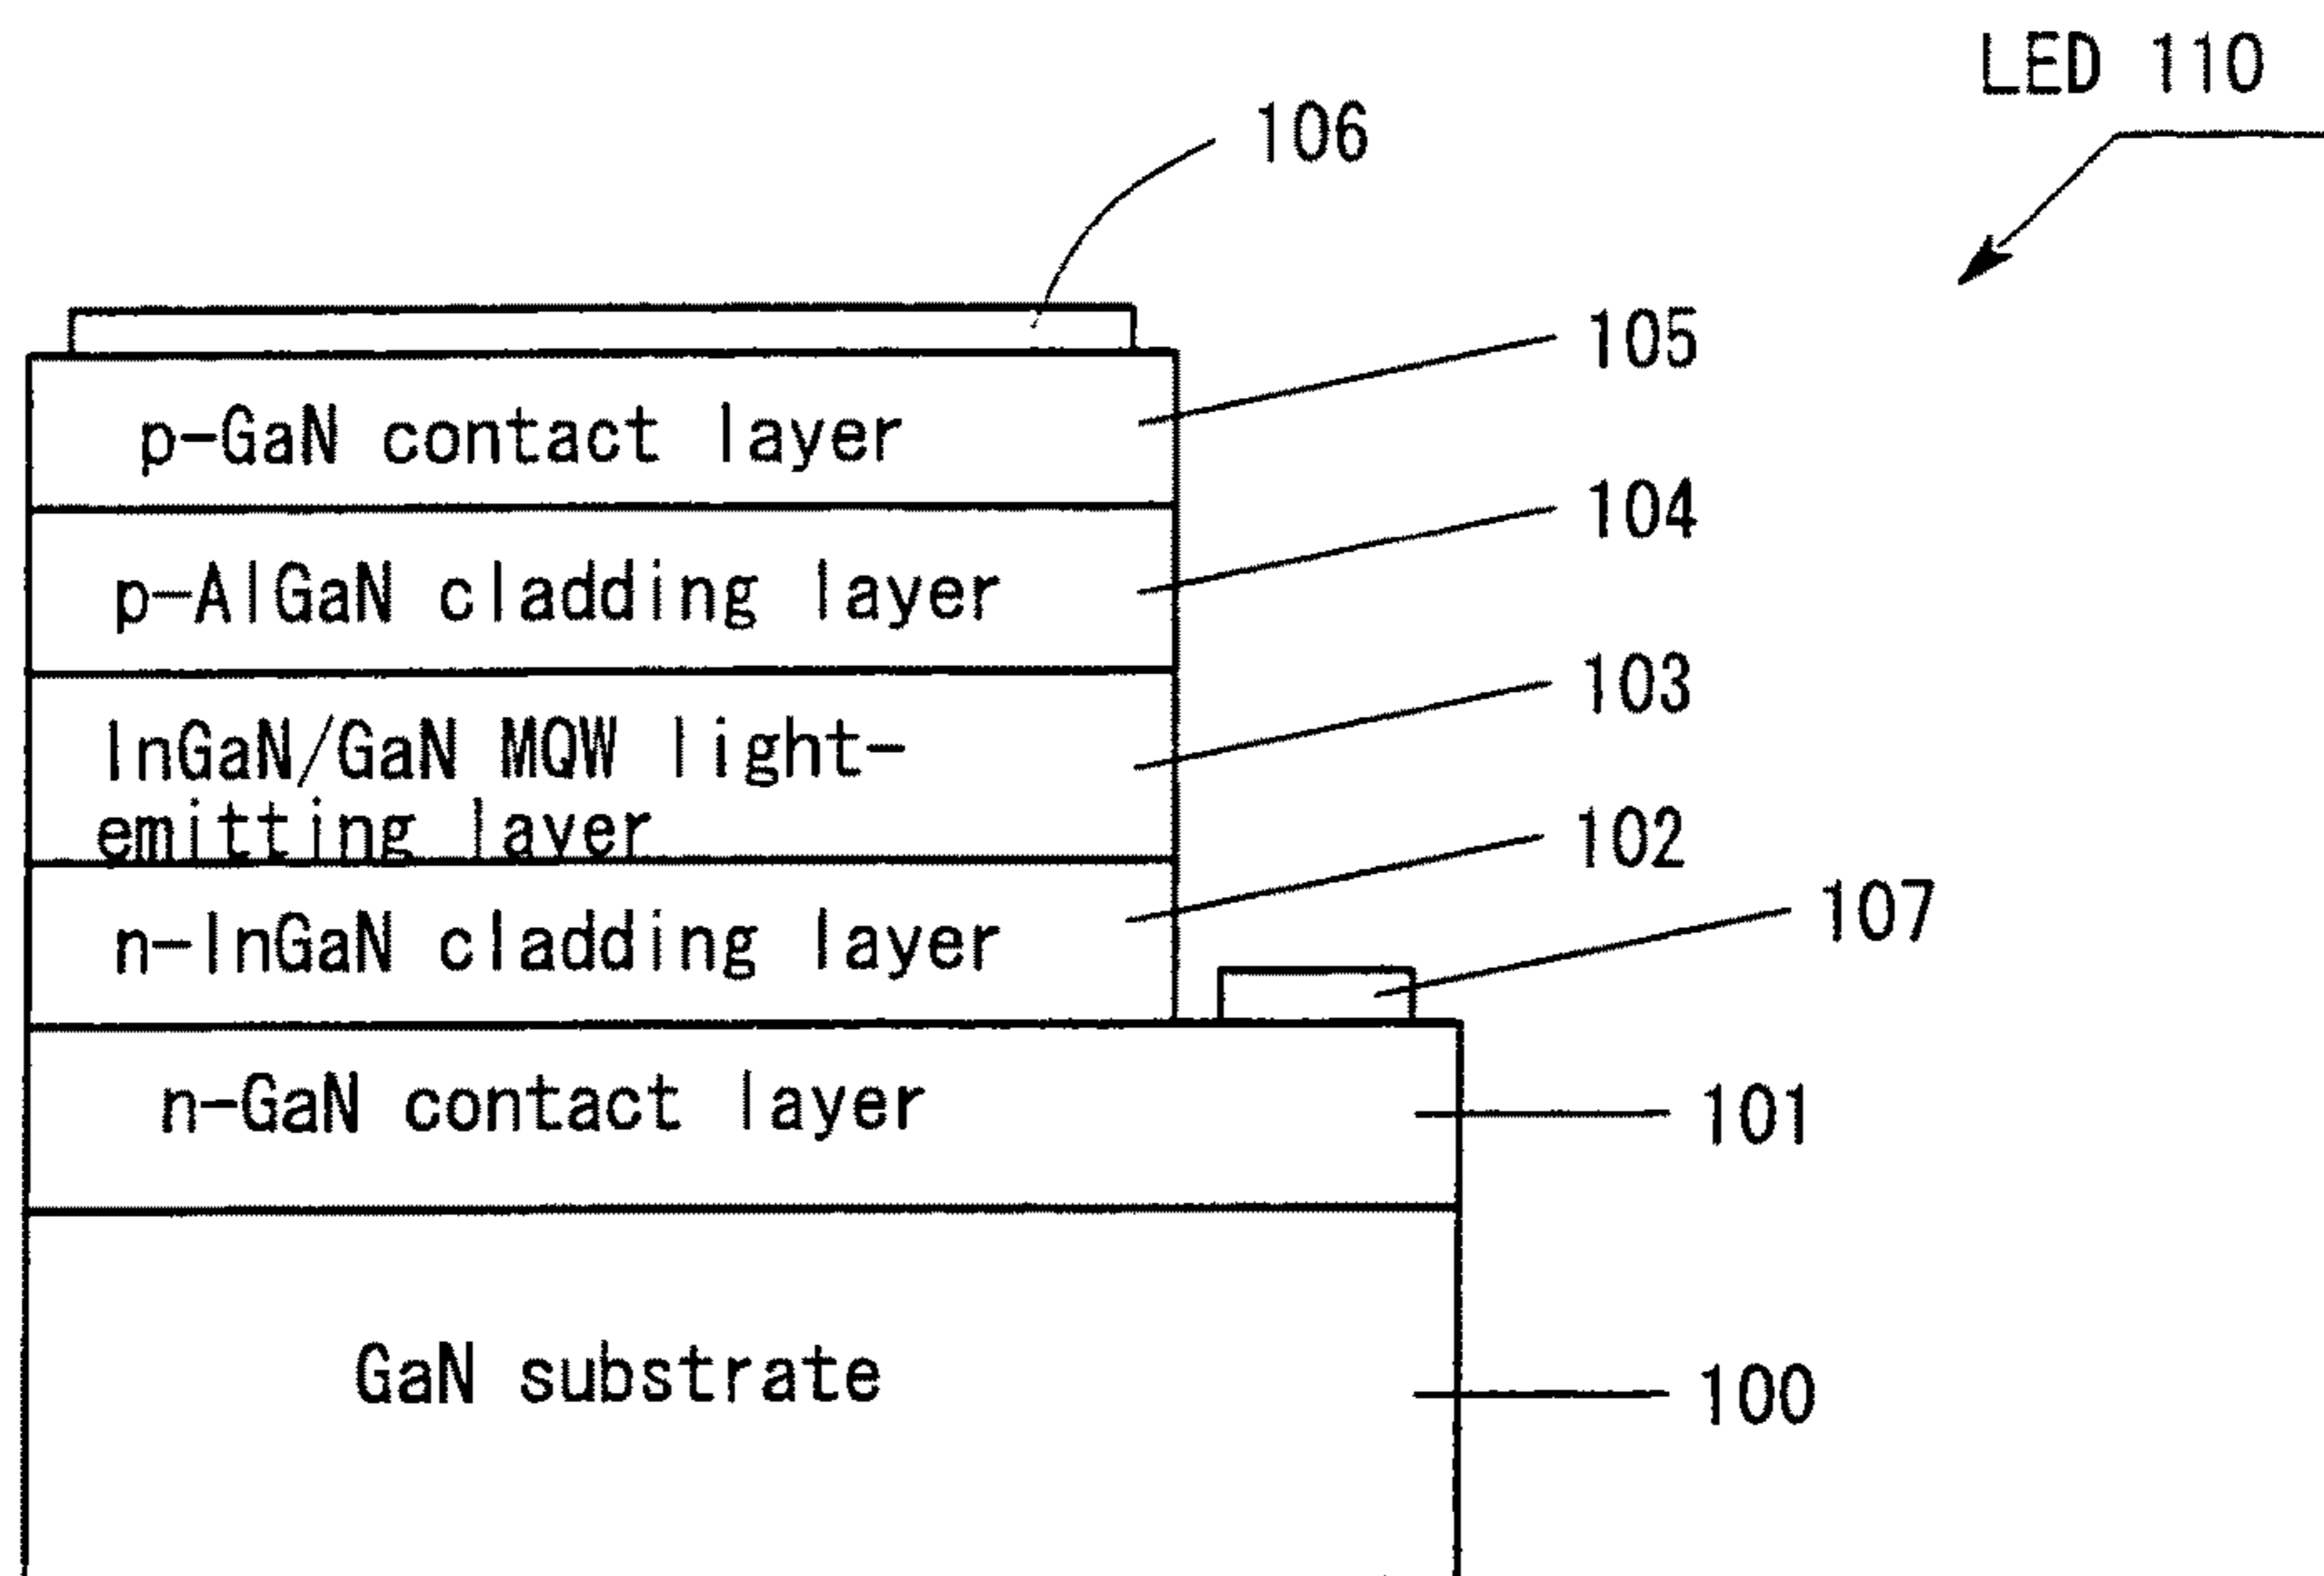 LED 110
106
105
p-GaN contact layer
104
p-AlGaN cladding layer
103
InGaN/GaN MQW light-
emitting layer
102
n-InGaN cladding layer
107
n-GaN contact layer
101
GaN substrate
100